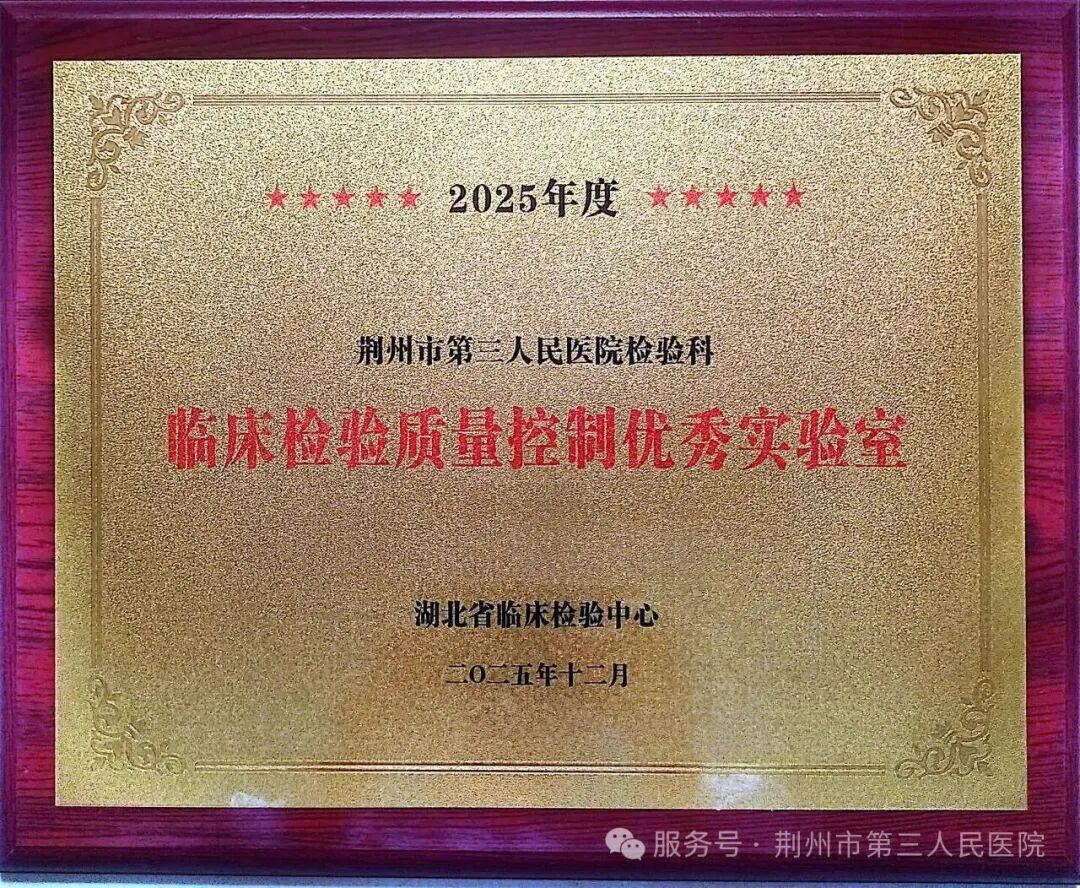 ★★★★★ 2025年度 ★★★★★
荆州市第三人民医院检验科
临床检验质量控制优秀实验室
湖北省临床检验中心
二〇二五年十二月
服务号·荆州市第三人民医院